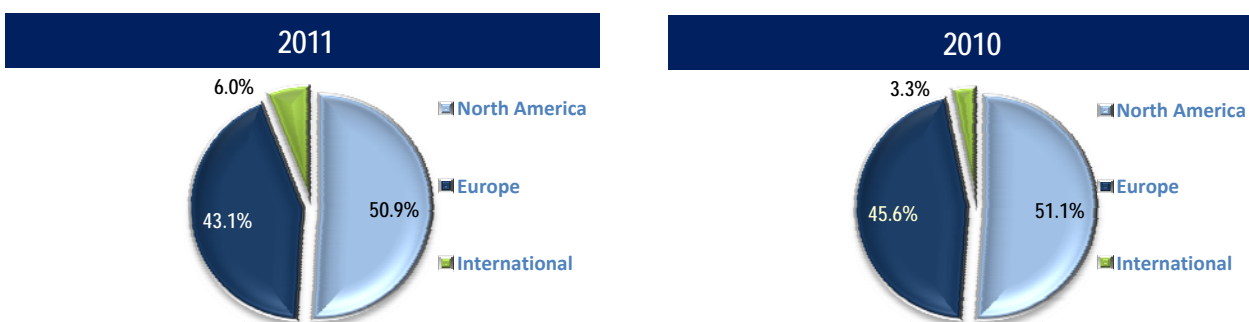 2011
6.0%
North America
Europe
43.1%
50.9%
International
2010
3.3%
North America
Europe
45.6%
51.1%
International